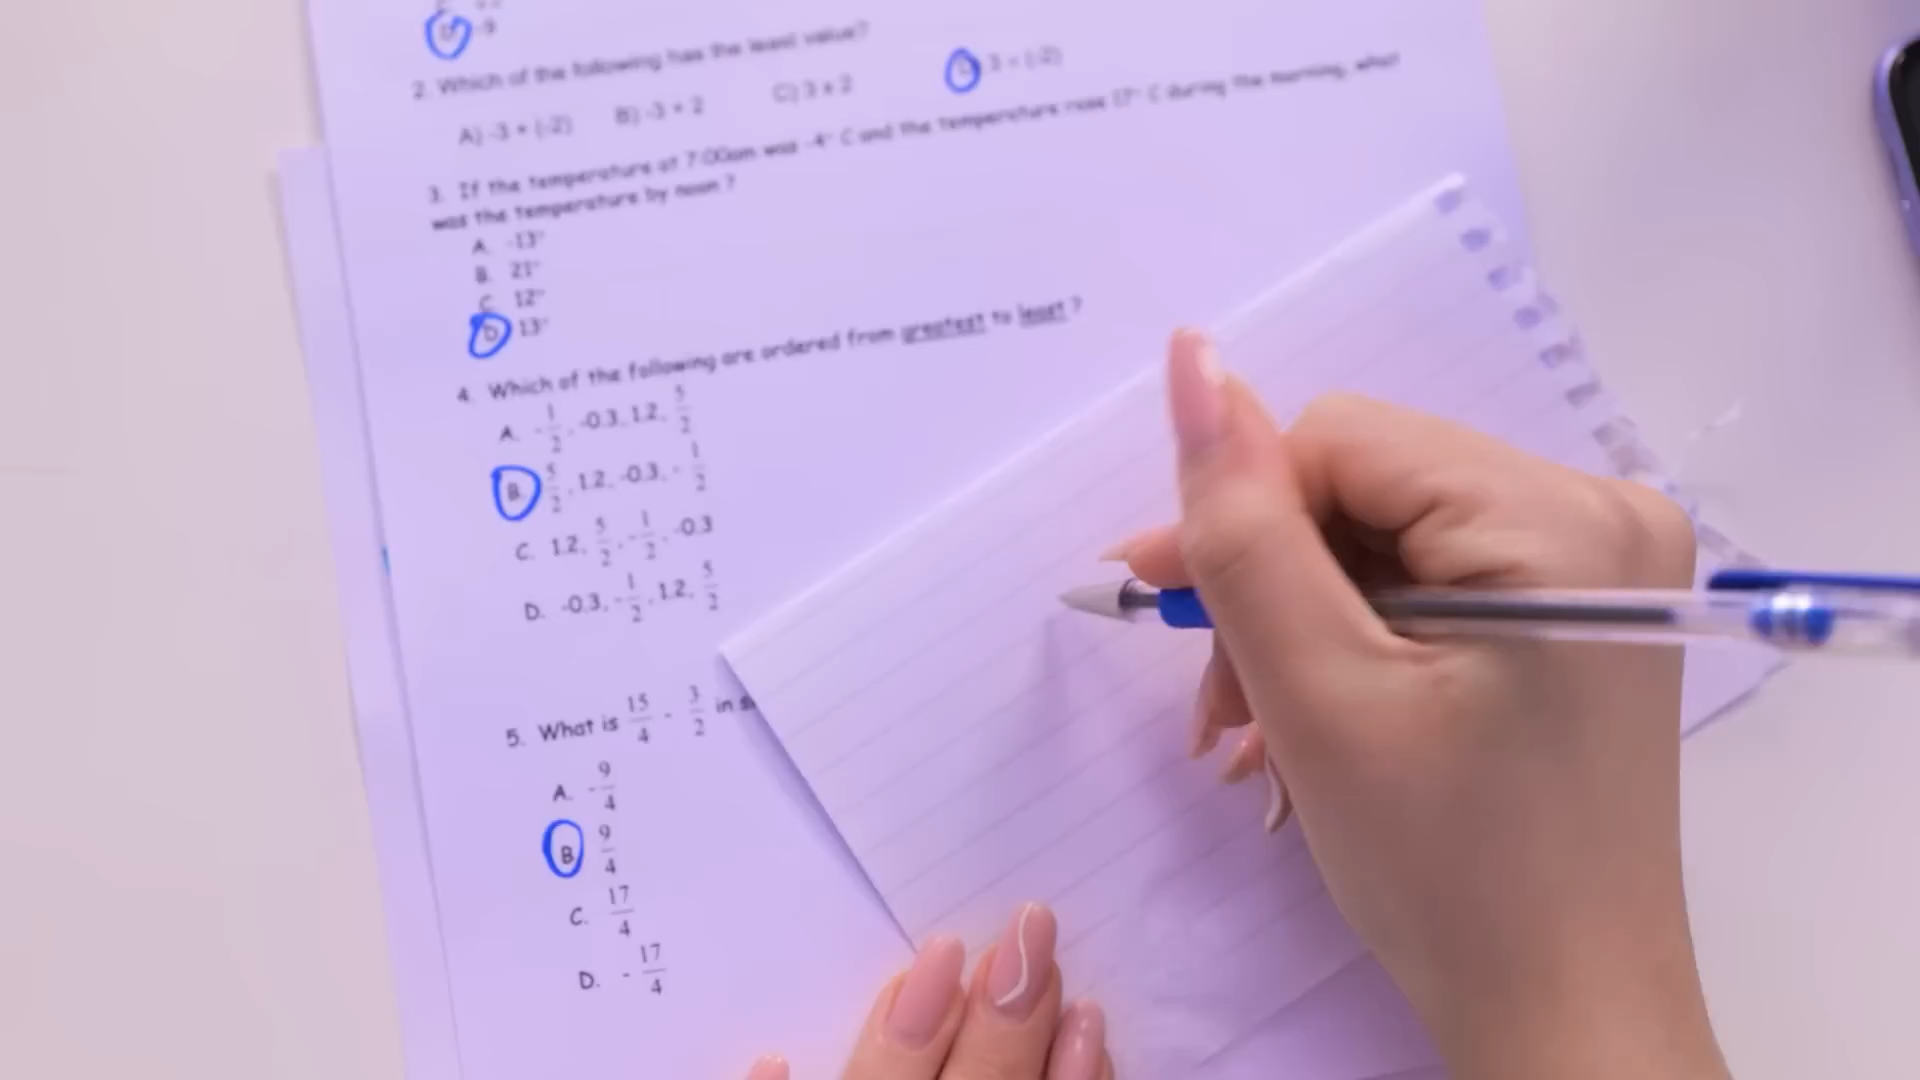 D. -9
2. Which of the following has the least value?
A) -3 + (-2) B) -3 + 2 C) 3 x 2 3 (-2)
3. If the temperature at 7:00am was -4° C and the temperature rose 17° C during the morning, what
was the temperature by noon ?
A. -13°
B. 21°
C. 12°
D. 13°
4. Which of the following are ordered from greatest to least ?
A. -1/2, -0.3, 1.2, 5/2
B. 5/2, 1.2, -0.3, -1/2
C. 1.2, 5/2, -1/2, -0.3
D. -0.3, -1/2, 1.2, 5/2
5. What is 15/4 - 3/2 in
A. -9/4
B. 9/4
C. 17/4
D. -17/4